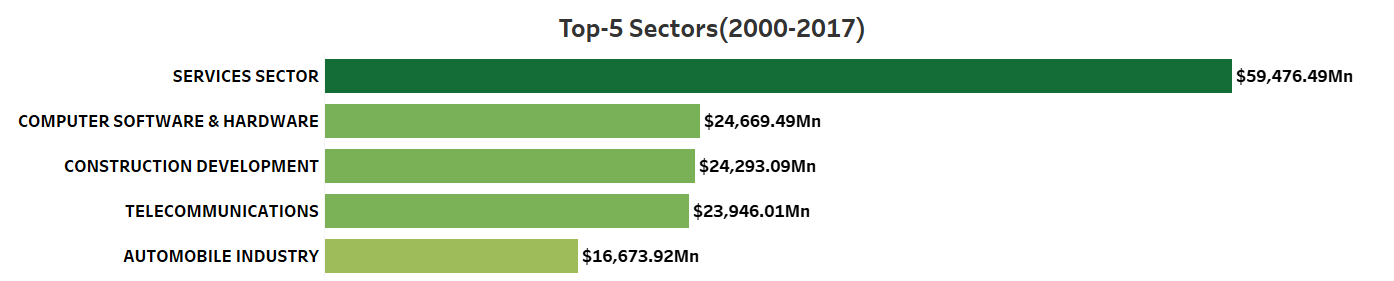 Top-5 Sectors(2000-2017)
SERVICES SECTOR $59,476.49Mn
COMPUTER SOFTWARE & HARDWARE $24,669.49Mn
CONSTRUCTION DEVELOPMENT $24,293.09Mn
TELECOMMUNICATIONS $23,946.01Mn
AUTOMOBILE INDUSTRY $16,673.92Mn